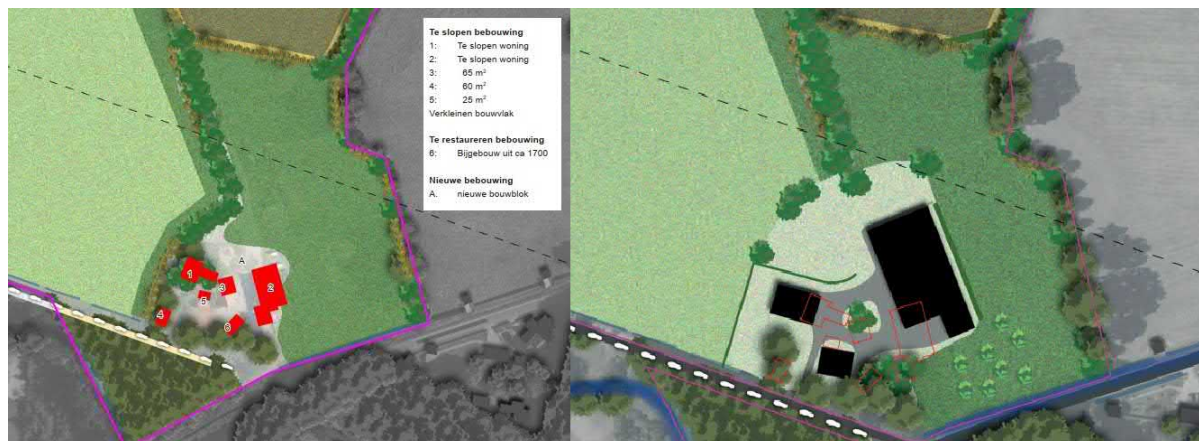 Te slopen bebouwing
1: Te slopen woning
2: Te slopen woning
3: 65 m²
4: 60 m²
5: 25 m²
Verkleinen bouwvlak
Te restaureren bebouwing
6: Bijgebouw uit ca 1700
Nieuwe bebouwing
A. nieuwe bouwblok
A
1
3
2
5
4
6